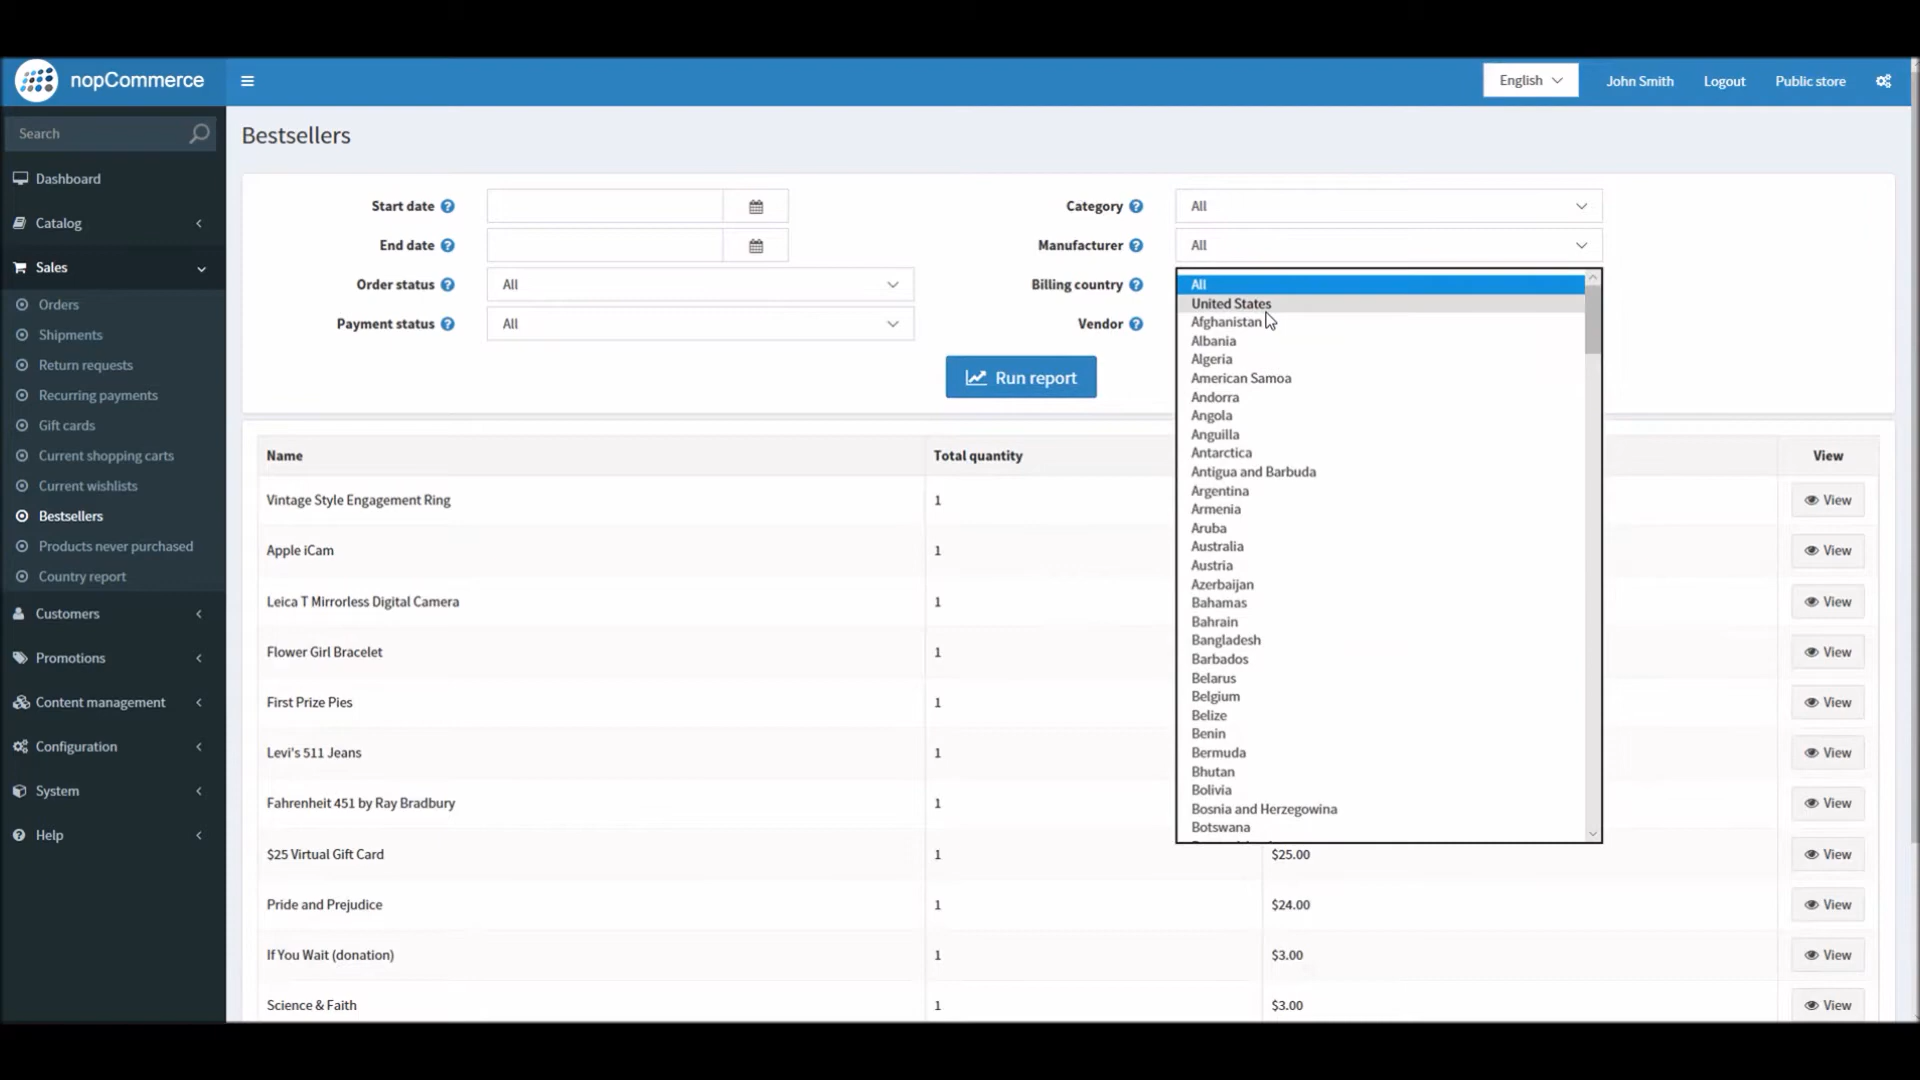 nopCommerce
English
John Smith
Logout
Public store
Search
Dashboard
Catalog
Sales
Orders
Shipments
Return requests
Recurring payments
Gift cards
Current shopping carts
Current wishlists
Bestsellers
Products never purchased
Country report
Customers
Promotions
Content management
Configuration
System
Help
Bestsellers
Start date
End date
Order status All
Payment status All
Category All
Manufacturer All
Billing country
Vendor
Run report
All
United States
Afghanistan
Albania
Algeria
American Samoa
Andorra
Angola
Anguilla
Antarctica
Antigua and Barbuda
Argentina
Armenia
Aruba
Australia
Austria
Azerbaijan
Bahamas
Bahrain
Bangladesh
Barbados
Belarus
Belgium
Belize
Benin
Bermuda
Bhutan
Bolivia
Bosnia and Herzegowina
Botswana
Name Total quantity View
Vintage Style Engagement Ring 1 View
Apple iCam 1 View
Leica T Mirrorless Digital Camera 1 View
Flower Girl Bracelet 1 View
First Prize Pies 1 View
Levi's 511 Jeans 1 View
Fahrenheit 451 by Ray Bradbury 1 View
$25 Virtual Gift Card 1 $25.00 View
Pride and Prejudice 1 $24.00 View
If You Wait (donation) 1 $3.00 View
Science & Faith 1 $3.00 View